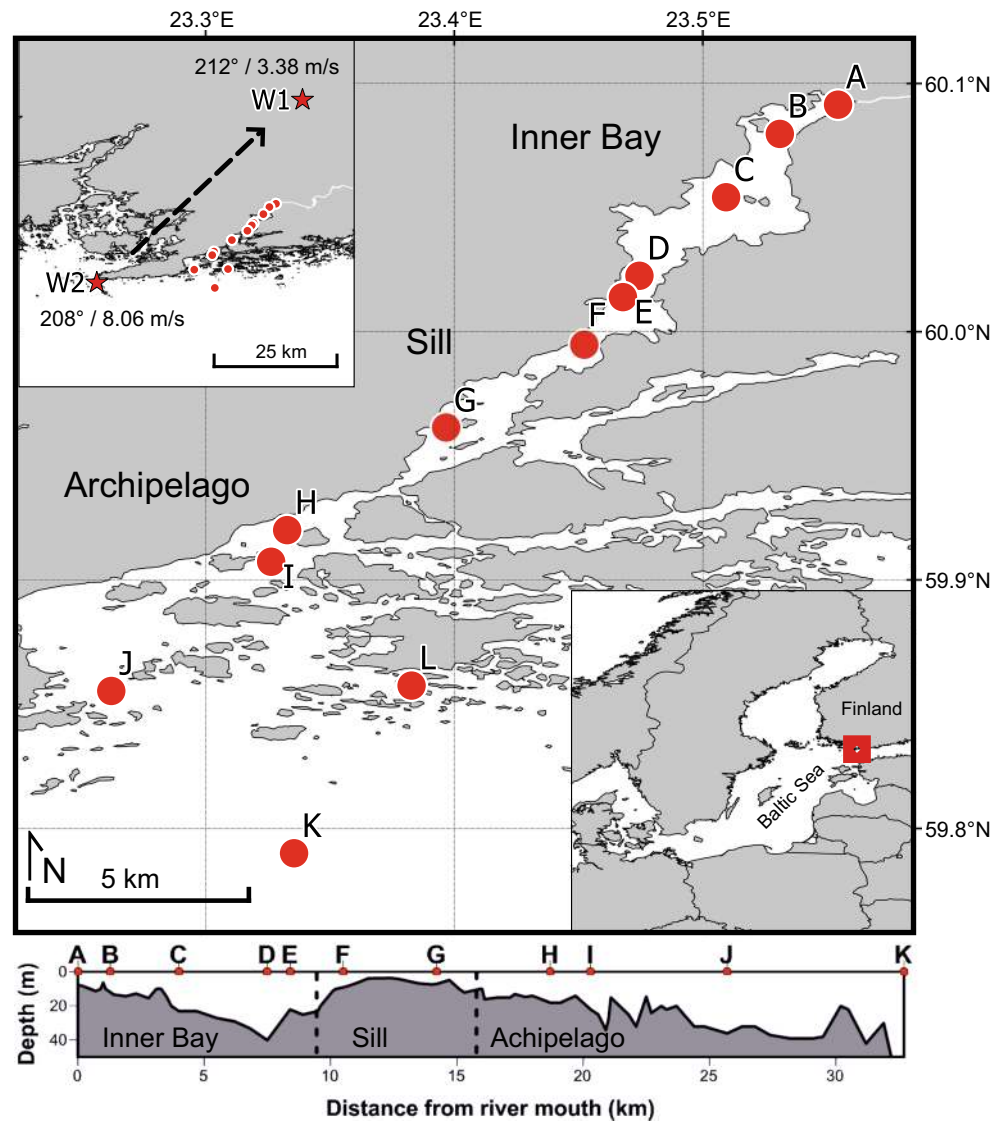 23.3°E 23.4°E 23.5°E
212° / 3.38 m/s
W1
W2
208° / 8.06 m/s
25 km
60.1°N
60.0°N
59.9°N
59.8°N
Inner Bay
Sill
Archipelago
A
B
C
D
E
F
G
H
I
J
L
K
N
5 km
Finland
Baltic Sea
A B C D E F G H I J K
Depth (m)
0
20
40
Inner Bay Sill Achipelago
0 5 10 15 20 25 30
Distance from river mouth (km)